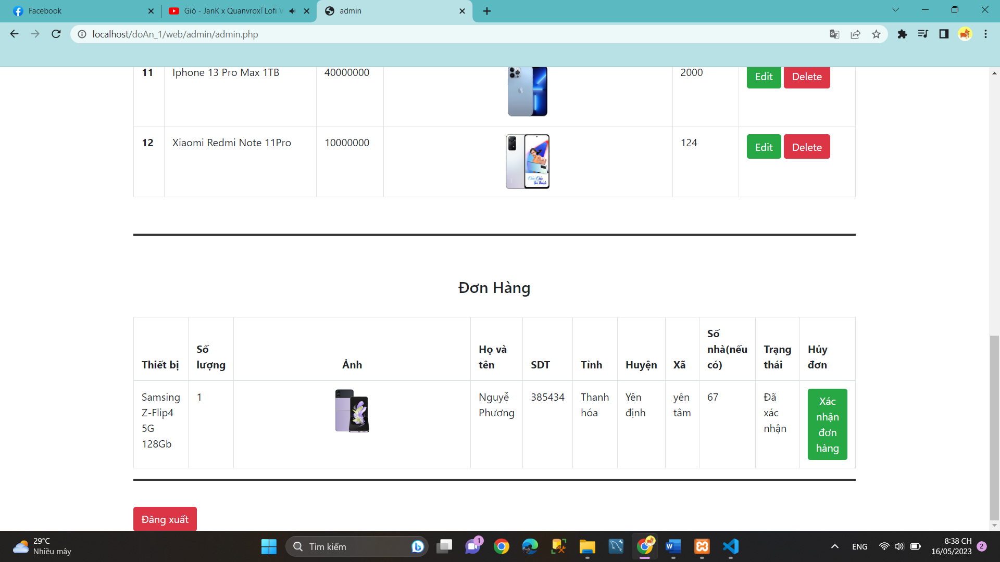 Facebook
Gió - JanK x Quanvrox「Lofi V
admin
localhost/doAn_1/web/admin/admin.php
11 Iphone 13 Pro Max 1TB 40000000 2000 Edit Delete
12 Xiaomi Redmi Note 11Pro 10000000 124 Edit Delete
Đơn Hàng
Thiết bị Số lượng Ảnh Họ và tên SDT Tỉnh Huyện Xã Số nhà(nếu có) Trạng thái Hủy đơn
Samsing Z-Flip4 5G 128Gb 1 Nguyễ Phương 385434 Thanh hóa Yên định yên tâm 67 Đã xác nhận Xác nhận đơn hàng
Đăng xuất
29°C
Nhiều mây
Tìm kiếm
1
ENG
8:38 CH
16/05/2023
2